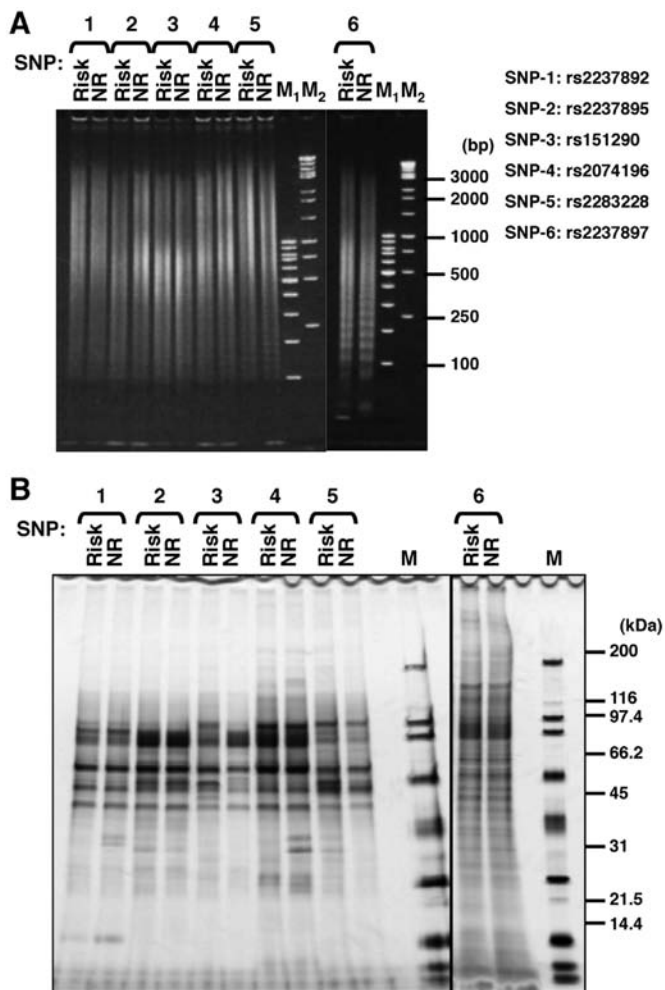 A
1 2 3 4 5 6
SNP: Risk NR Risk NR Risk NR Risk NR Risk NR M1 M2 Risk NR M1 M2
(bp)
3000
2000
1000
500
250
100
SNP-1: rs2237892
SNP-2: rs2237895
SNP-3: rs151290
SNP-4: rs2074196
SNP-5: rs2283228
SNP-6: rs2237897
B
1 2 3 4 5 6
SNP: Risk NR Risk NR Risk NR Risk NR Risk NR M Risk NR M
(kDa)
200
116
97.4
66.2
45
31
21.5
14.4